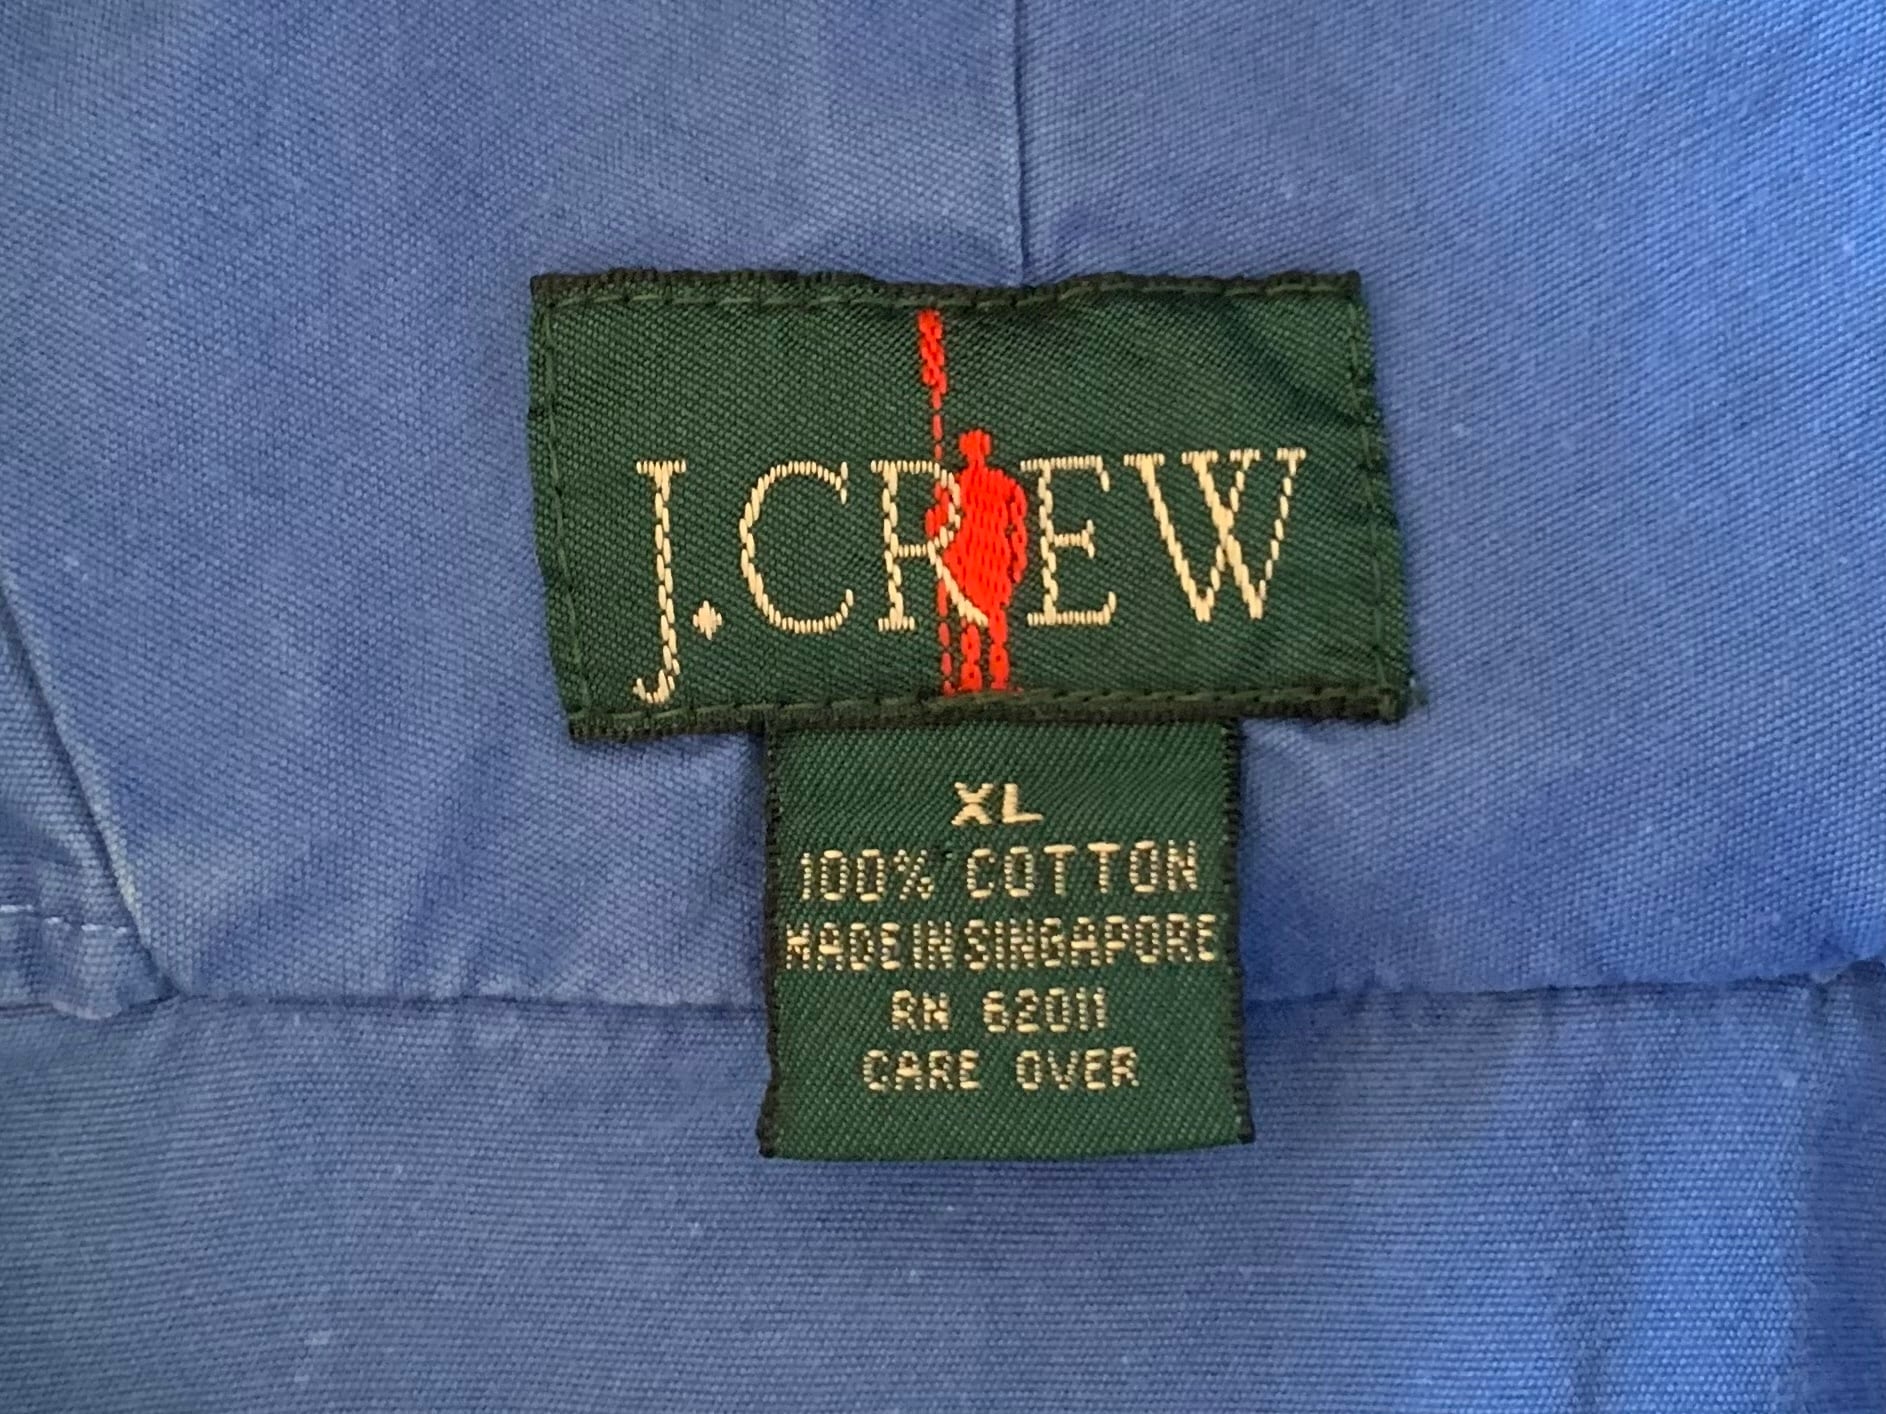 J.CREW
XL
100% COTTON
MADE IN SINGAPORE
RN 62011
CARE OVER